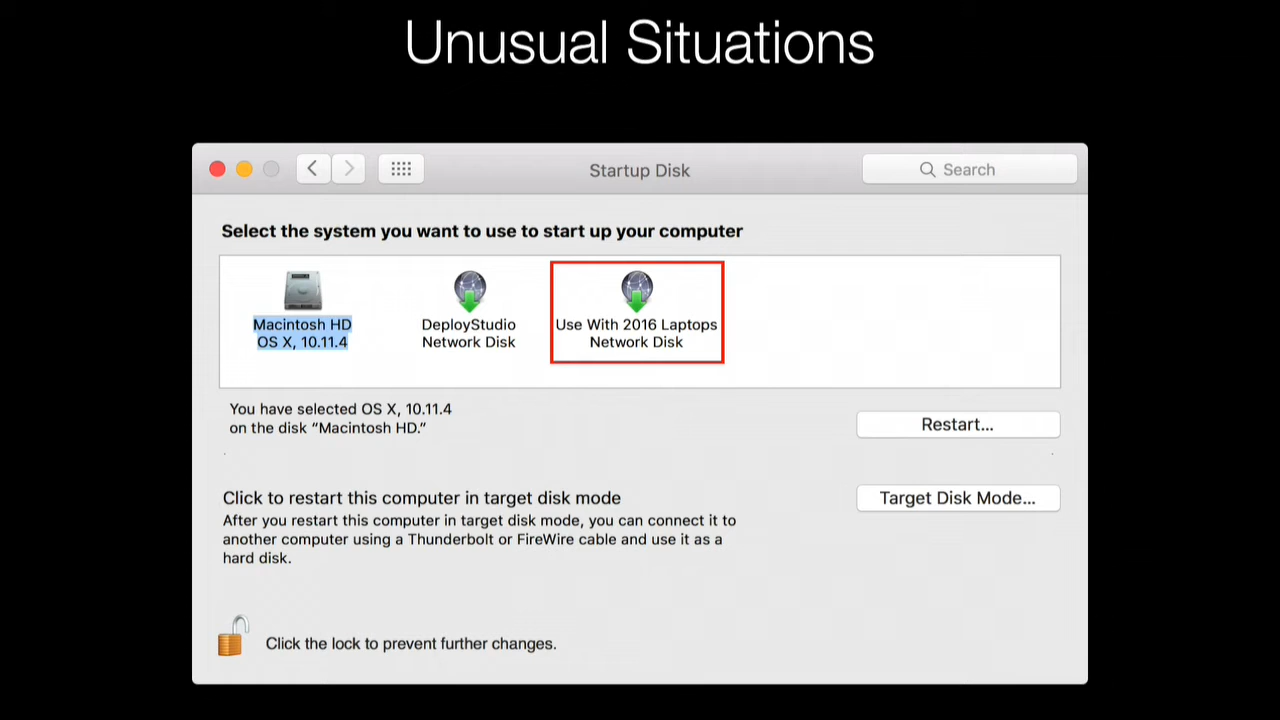 Unusual Situations
Startup Disk
Search
Select the system you want to use to start up your computer
Macintosh HD
OS X, 10.11.4
DeployStudio
Network Disk
Use With 2016 Laptops
Network Disk
You have selected OS X, 10.11.4
on the disk “Macintosh HD.”
Restart...
Click to restart this computer in target disk mode
Target Disk Mode...
After you restart this computer in target disk mode, you can connect it to
another computer using a Thunderbolt or FireWire cable and use it as a
hard disk.
Click the lock to prevent further changes.